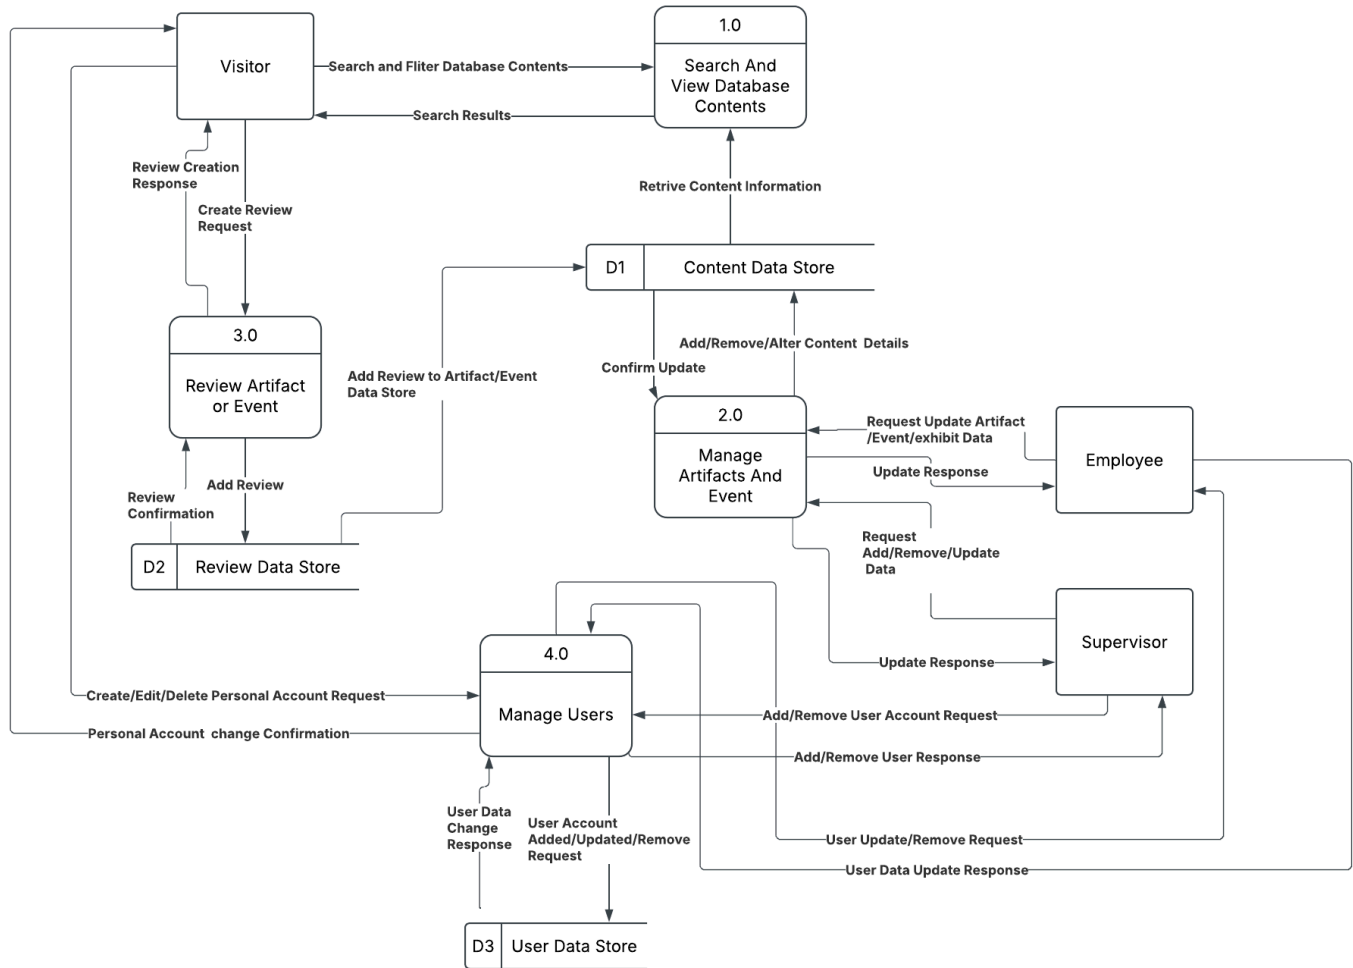 1.0
Visitor
Search and Fliter Database Contents
Search And
View Database
Contents
Search Results
Review Creation
Response
Retrive Content Information
Create Review
Request
D1
Content Data Store
3.0
Add/Remove/Alter Content  Details
Confirm Update
Review Artifact
or Event
Add Review to Artifact/Event
Data Store
2.0
Request Update Artifact
/Event/exhibit Data
Manage
Artifacts And
Event
Employee
Update Response
Add Review
Review
Confirmation
Request
Add/Remove/Update
Data
D2
Review Data Store
4.0
Supervisor
Update Response
Create/Edit/Delete Personal Account Request
Manage Users
Add/Remove User Account Request
Personal Account  change Confirmation
Add/Remove User Response
User Data
Change
Response
User Account
Added/Updated/Remove
Request
User Update/Remove Request
User Data Update Response
D3
User Data Store